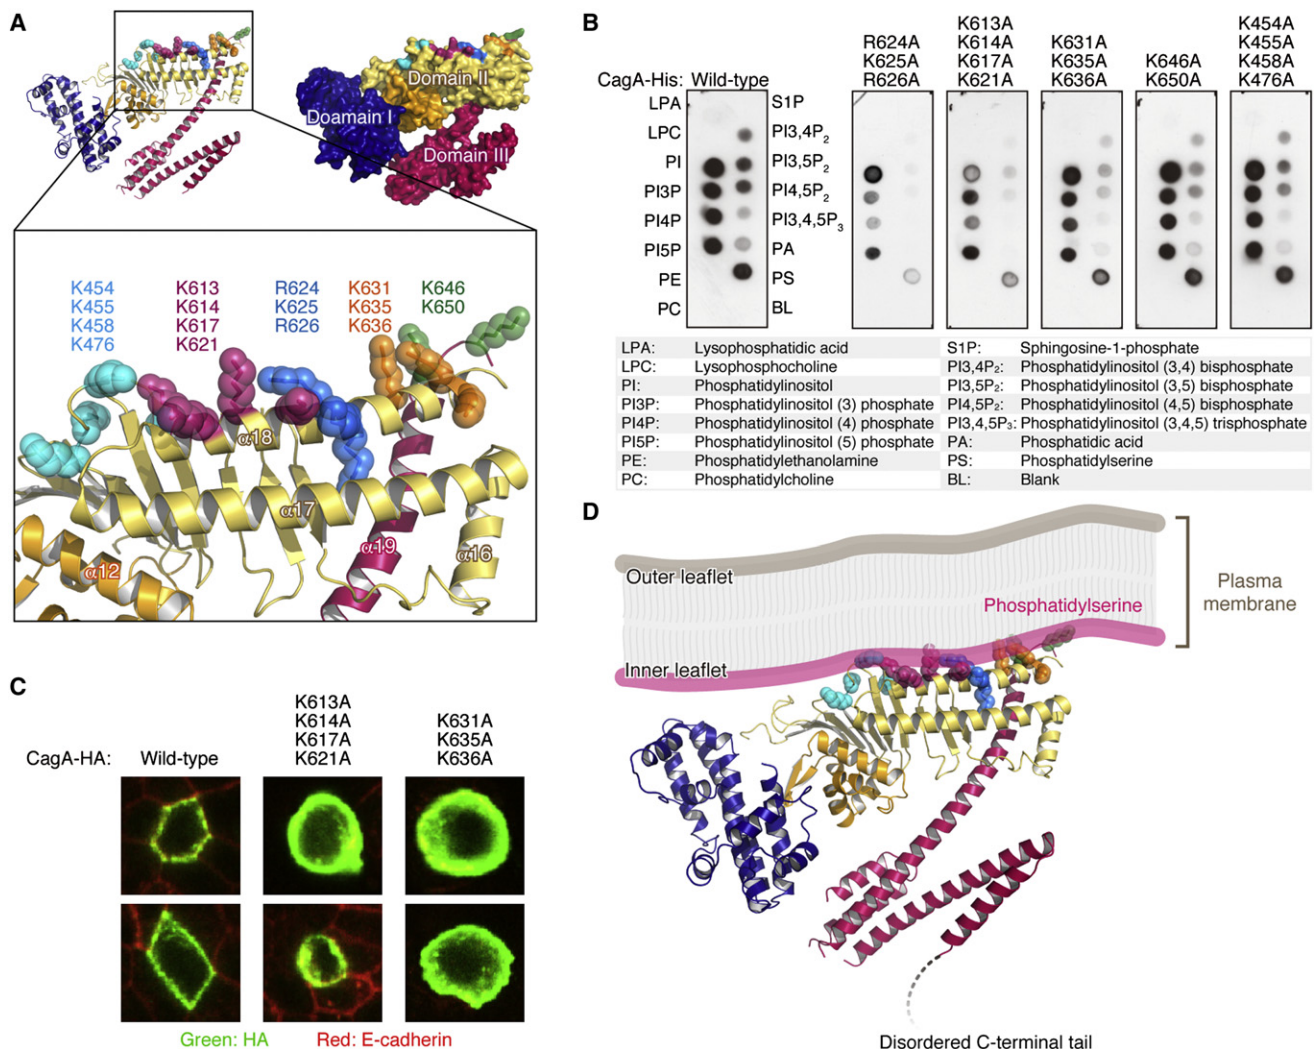 A
Domain II
Doamain I
Domain III
K454 K613 R624 K631 K646
K455 K614 K625 K635 K650
K458 K617 R626 K636
K476 K621
α18
α17
α19
α16
α12
B
K613A K454A
R624A K614A K631A K455A
K625A K617A K635A K646A K458A
CagA-His: Wild-type R626A K621A K636A K650A K476A
LPA S1P
LPC PI3,4P2
PI PI3,5P2
PI3P PI4,5P2
PI4P PI3,4,5P3
PI5P PA
PE PS
PC BL
LPA: Lysophosphatidic acid S1P: Sphingosine-1-phosphate
LPC: Lysophosphocholine PI3,4P2: Phosphatidylinositol (3,4) bisphosphate
PI: Phosphatidylinositol PI3,5P2: Phosphatidylinositol (3,5) bisphosphate
PI3P: Phosphatidylinositol (3) phosphate PI4,5P2: Phosphatidylinositol (4,5) bisphosphate
PI4P: Phosphatidylinositol (4) phosphate PI3,4,5P3: Phosphatidylinositol (3,4,5) trisphosphate
PI5P: Phosphatidylinositol (5) phosphate PA: Phosphatidic acid
PE: Phosphatidylethanolamine PS: Phosphatidylserine
PC: Phosphatidylcholine BL: Blank
C
K613A
K614A K631A
K617A K635A
CagA-HA: Wild-type K621A K636A
Green: HA Red: E-cadherin
D
Outer leaflet
Phosphatidylserine
Plasma
membrane
Inner leaflet
Disordered C-terminal tail